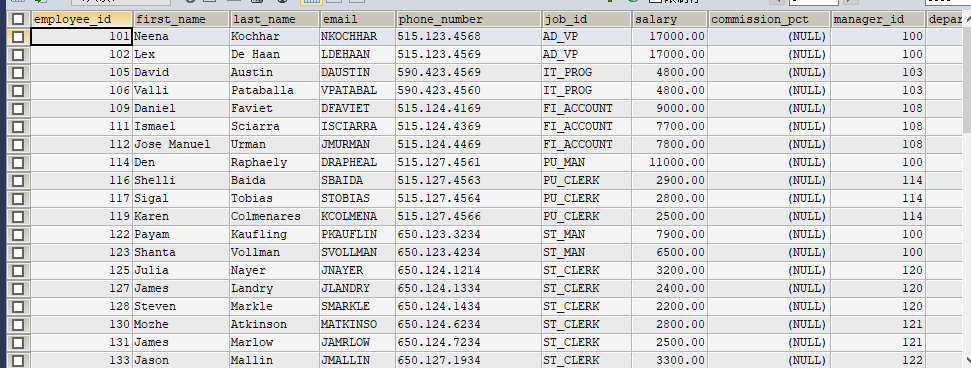 employee_id first_name last_name email phone_number job_id salary commission_pct manager_id depar
101 Neena Kochhar NKOCHHAR 515.123.4568 AD_VP 17000.00 (NULL) 100
102 Lex De Haan LDEHAAN 515.123.4569 AD_VP 17000.00 (NULL) 100
105 David Austin DAUSTIN 590.423.4569 IT_PROG 4800.00 (NULL) 103
106 Valli Pataballa VPATABAL 590.423.4560 IT_PROG 4800.00 (NULL) 103
109 Daniel Faviet DFAVIET 515.124.4169 FI_ACCOUNT 9000.00 (NULL) 108
111 Ismael Sciarra ISCIARRA 515.124.4369 FI_ACCOUNT 7700.00 (NULL) 108
112 Jose Manuel Urman JMURMAN 515.124.4469 FI_ACCOUNT 7800.00 (NULL) 108
114 Den Raphaely DRAPHEAL 515.127.4561 PU_MAN 11000.00 (NULL) 100
116 Shelli Baida SBAIDA 515.127.4563 PU_CLERK 2900.00 (NULL) 114
117 Sigal Tobias STOBIAS 515.127.4564 PU_CLERK 2800.00 (NULL) 114
119 Karen Colmenares KCOLMENA 515.127.4566 PU_CLERK 2500.00 (NULL) 114
122 Payam Kaufling PKAUFLIN 650.123.3234 ST_MAN 7900.00 (NULL) 100
123 Shanta Vollman SVOLLMAN 650.123.4234 ST_MAN 6500.00 (NULL) 100
125 Julia Nayer JNAYER 650.124.1214 ST_CLERK 3200.00 (NULL) 120
127 James Landry JLANDRY 650.124.1334 ST_CLERK 2400.00 (NULL) 120
128 Steven Markle SMARKLE 650.124.1434 ST_CLERK 2200.00 (NULL) 120
130 Mozhe Atkinson MATKINSO 650.124.6234 ST_CLERK 2800.00 (NULL) 121
131 James Marlow JAMRLOW 650.124.7234 ST_CLERK 2500.00 (NULL) 121
133 Jason Mallin JMALLIN 650.127.1934 ST_CLERK 3300.00 (NULL) 122